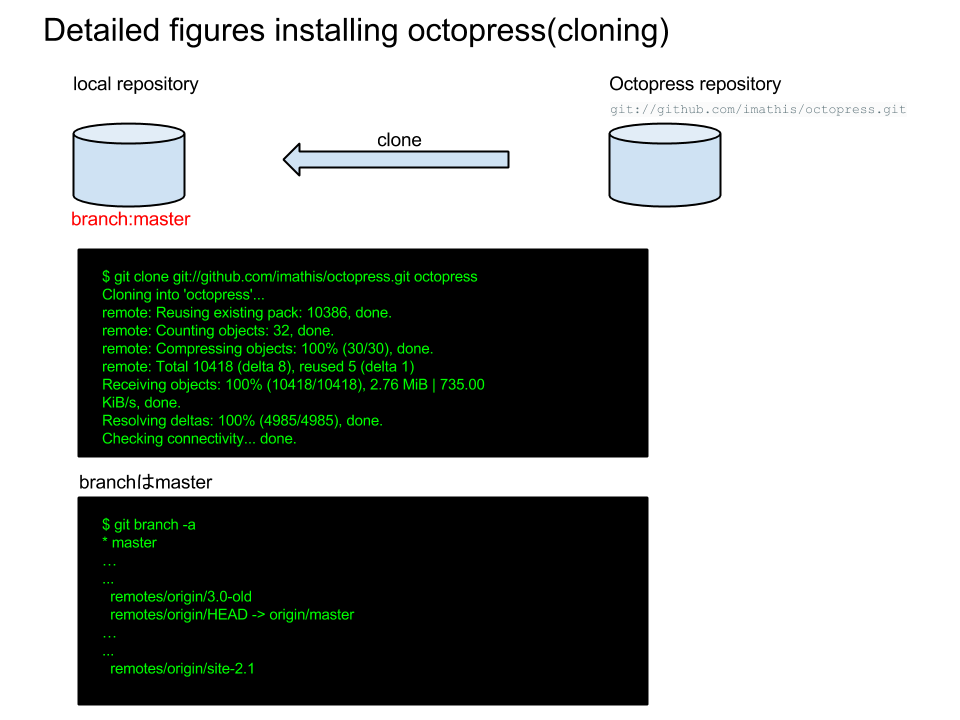 Detailed figures installing octopress(cloning)
local repository
Octopress repository
git://github.com/imathis/octopress.git
clone
branch:master
$ git clone git://github.com/imathis/octopress.git octopress
Cloning into 'octopress'...
remote: Reusing existing pack: 10386, done.
remote: Counting objects: 32, done.
remote: Compressing objects: 100% (30/30), done.
remote: Total 10418 (delta 8), reused 5 (delta 1)
Receiving objects: 100% (10418/10418), 2.76 MiB | 735.00
KiB/s, done.
Resolving deltas: 100% (4985/4985), done.
Checking connectivity... done.
branchはmaster
$ git branch -a
* master
…
...
remotes/origin/3.0-old
remotes/origin/HEAD -> origin/master
…
...
remotes/origin/site-2.1